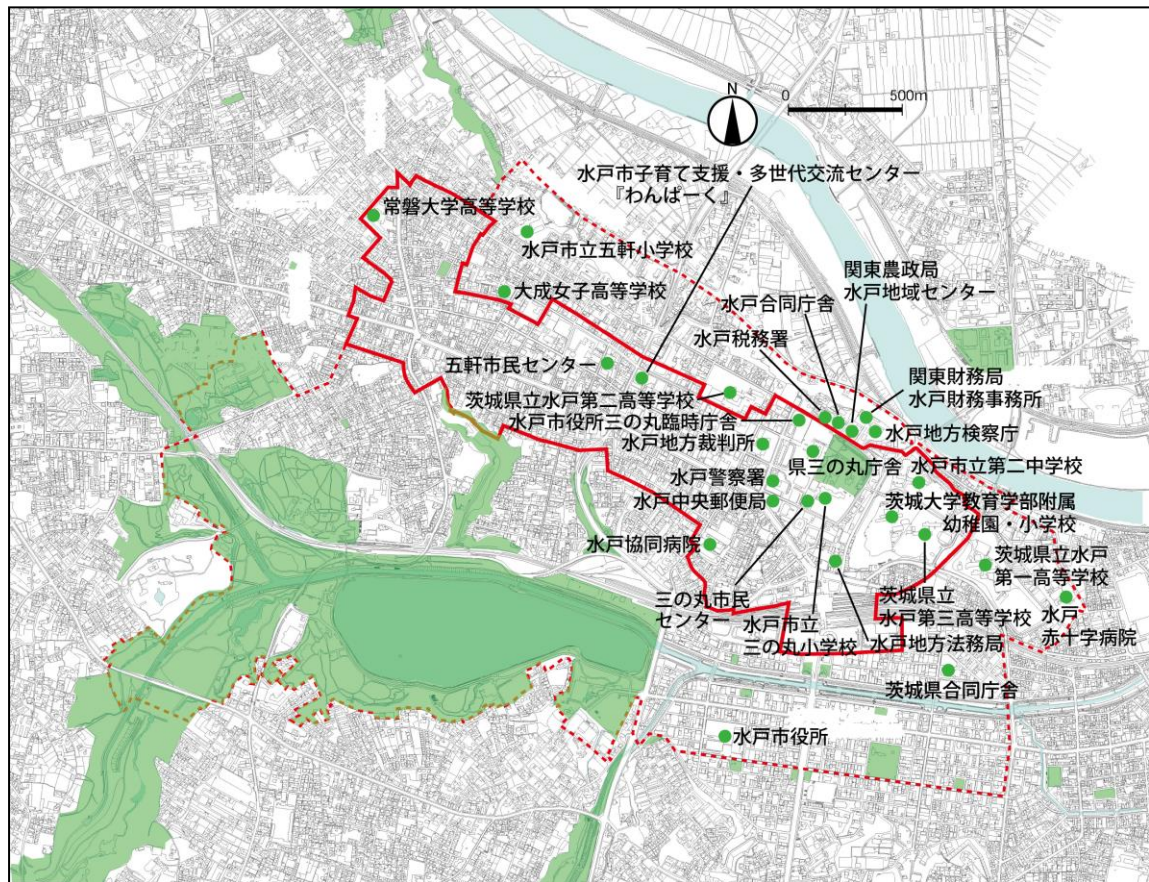 N
0
500m
水戸市子育て支援・多世代交流センター
『わんぱーく』
常磐大学高等学校
水戸市立五軒小学校
関東農政局
水戸地域センター
大成女子高等学校
水戸合同庁舎
水戸税務署
五軒市民センター
関東財務局
水戸財務事務所
茨城県立水戸第二高等学校
水戸市役所三の丸臨時庁舎
水戸地方検察庁
水戸地方裁判所
県三の丸庁舎
水戸市立第二中学校
水戸警察署
水戸中央郵便局
茨城大学教育学部附属
幼稚園・小学校
水戸協同病院
茨城県立水戸
第一高等学校
三の丸市民
センター
茨城県立
水戸第三高等学校
水戸
赤十字病院
水戸市立
三の丸小学校
水戸地方法務局
茨城県合同庁舎
水戸市役所